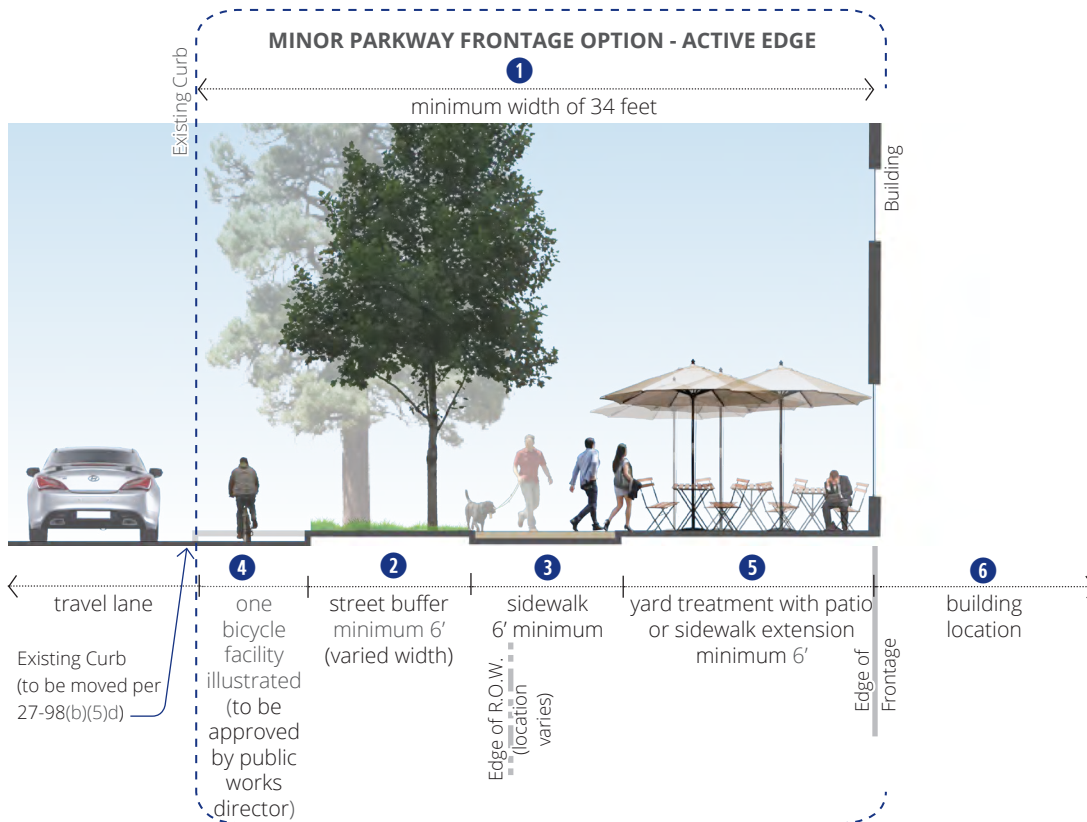 MINOR PARKWAY FRONTAGE OPTION - ACTIVE EDGE
1
minimum width of 34 feet
Existing Curb
Building
4
2
3
5
6
travel lane
one
bicycle
facility
illustrated
(to be
approved
by public
works
director)
street buffer
minimum 6’
(varied width)
sidewalk
6’ minimum
yard treatment with patio
or sidewalk extension
minimum 6’
building
location
Existing Curb
(to be moved per
27-98(b)(5)d)
Edge of R.O.W.
(location
varies)
Edge of
Frontage